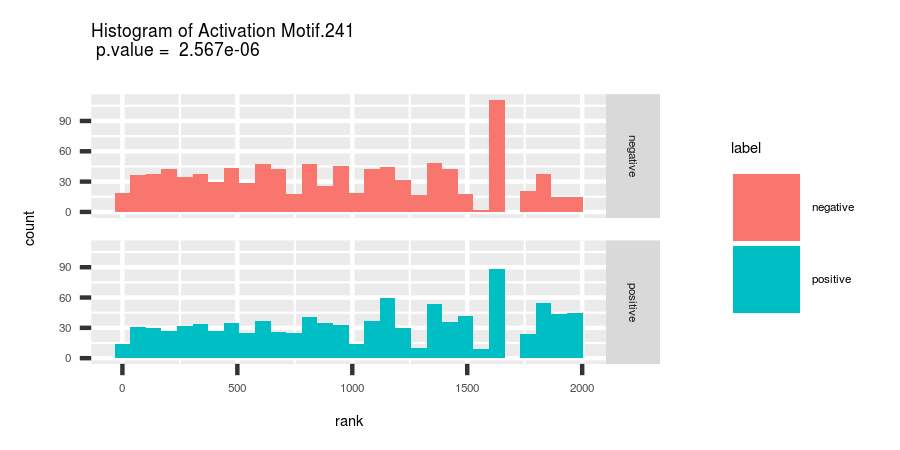 Histogram of Activation Motif.241
p.value = 2.567e-06
count
90
60
30
0
negative
90
60
30
0
positive
0 500 1000 1500 2000
rank
label
negative
positive